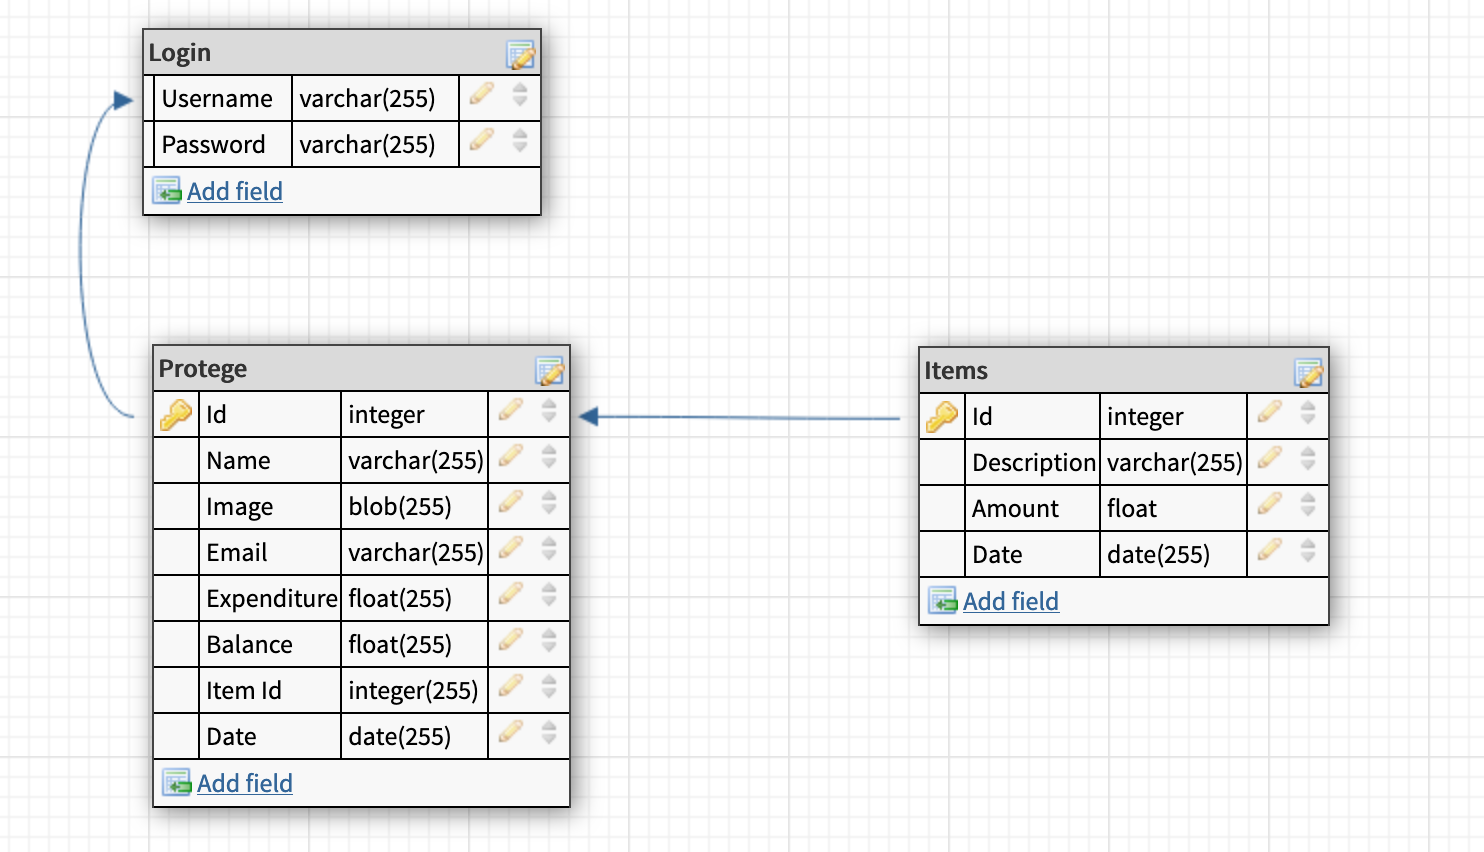 Login
Username varchar(255)
Password varchar(255)
Add field
Protege
Id integer
Name varchar(255)
Image blob(255)
Email varchar(255)
Expenditure float(255)
Balance float(255)
Item Id integer(255)
Date date(255)
Add field
Items
Id integer
Description varchar(255)
Amount float
Date date(255)
Add field